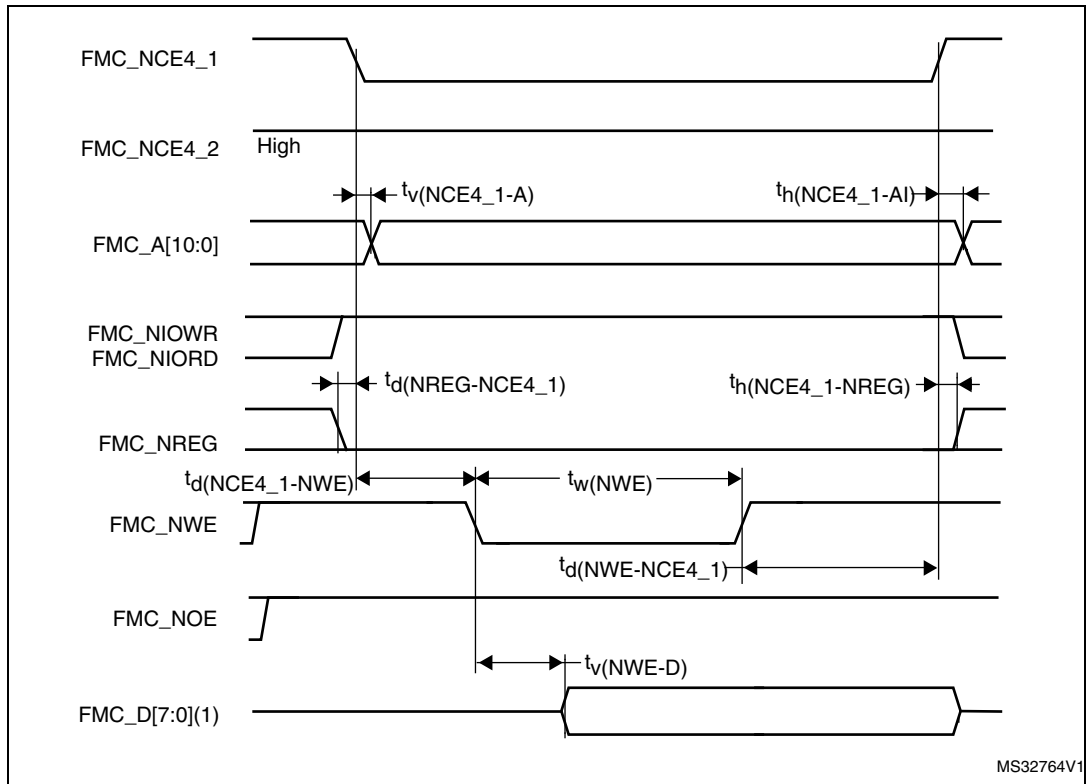 FMC_NCE4_1
FMC_NCE4_2
High
tv(NCE4_1-A)
th(NCE4_1-AI)
FMC_A[10:0]
FMC_NIOWR
FMC_NIORD
td(NREG-NCE4_1)
th(NCE4_1-NREG)
FMC_NREG
td(NCE4_1-NWE)
tw(NWE)
FMC_NWE
td(NWE-NCE4_1)
FMC_NOE
tv(NWE-D)
FMC_D[7:0](1)
MS32764V1